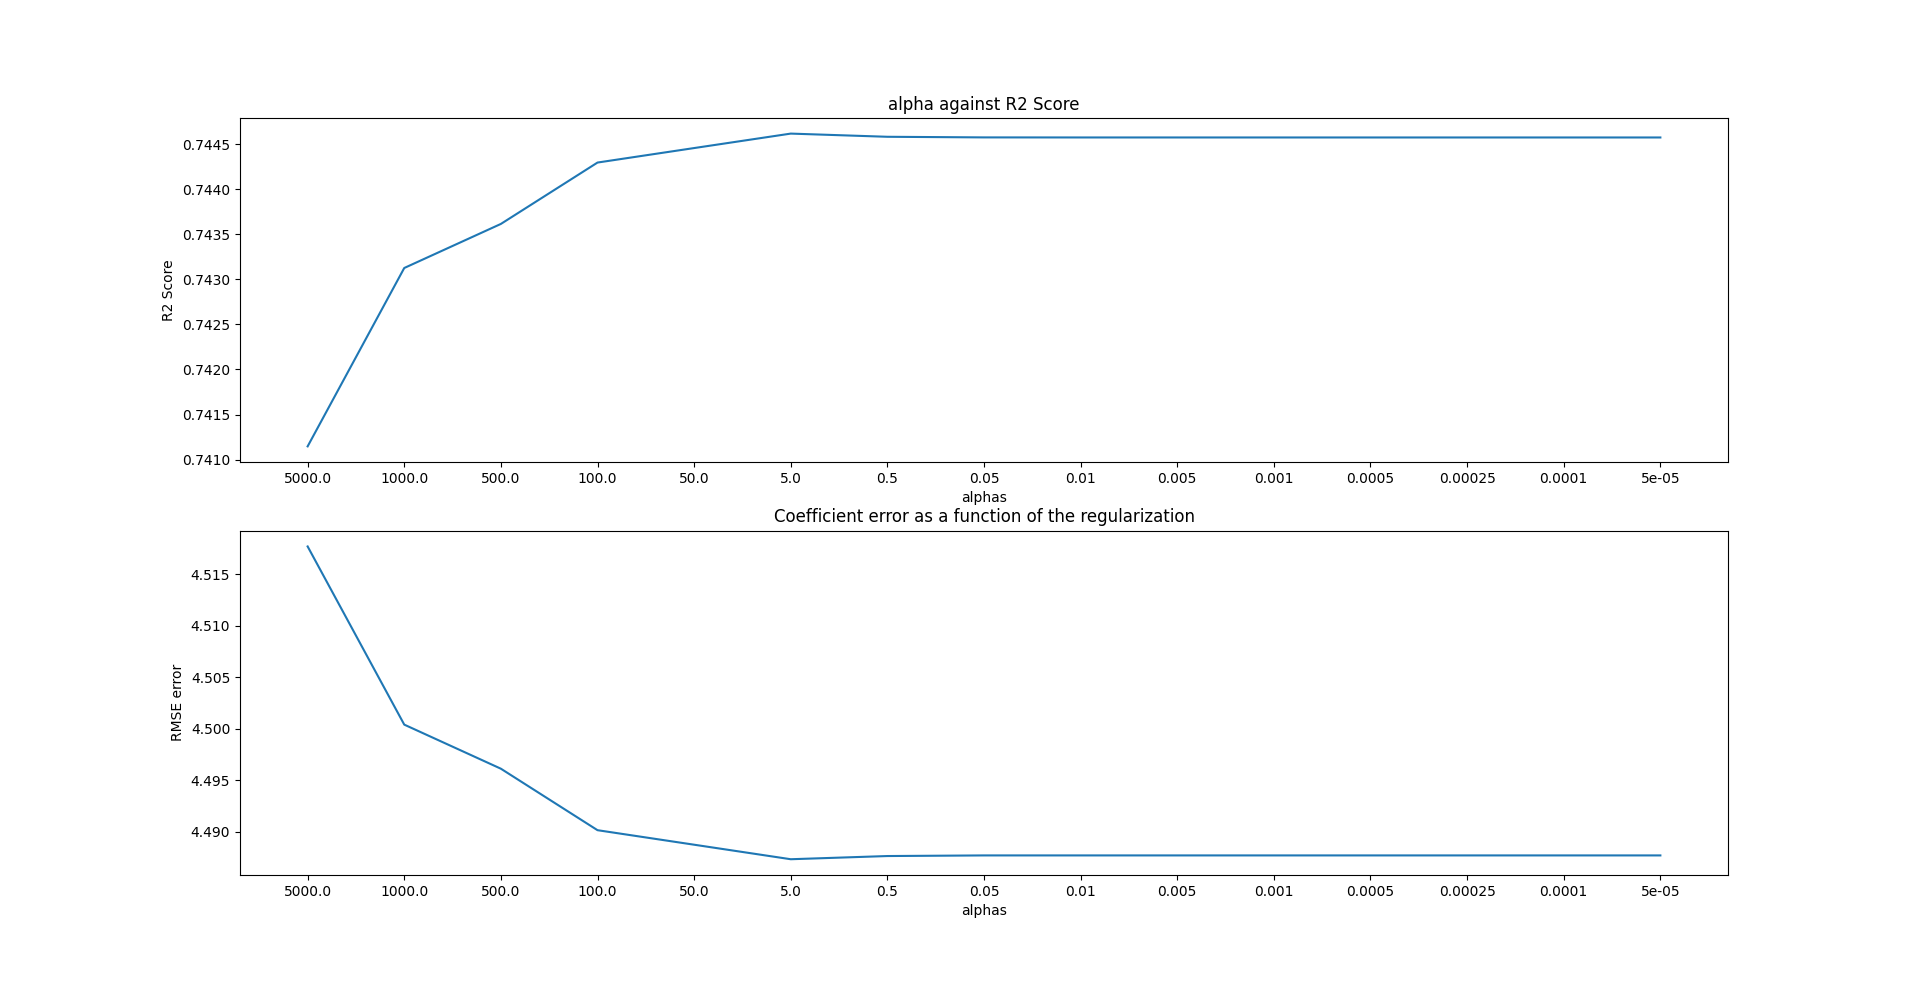 alpha against R2 Score
0.7445
0.7440
0.7435
0.7430
0.7425
0.7420
0.7415
0.7410
R2 Score
5000.0 1000.0 500.0 100.0 50.0 5.0 0.5 0.05 0.01 0.005 0.001 0.0005 0.00025 0.0001 5e-05
alphas
Coefficient error as a function of the regularization
4.515
4.510
4.505
4.500
4.495
4.490
RMSE error
5000.0 1000.0 500.0 100.0 50.0 5.0 0.5 0.05 0.01 0.005 0.001 0.0005 0.00025 0.0001 5e-05
alphas